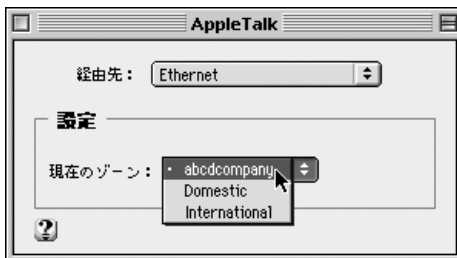 AppleTalk
経由先： Ethernet
設定
現在のゾーン： • abcdcompany
Domestic
International